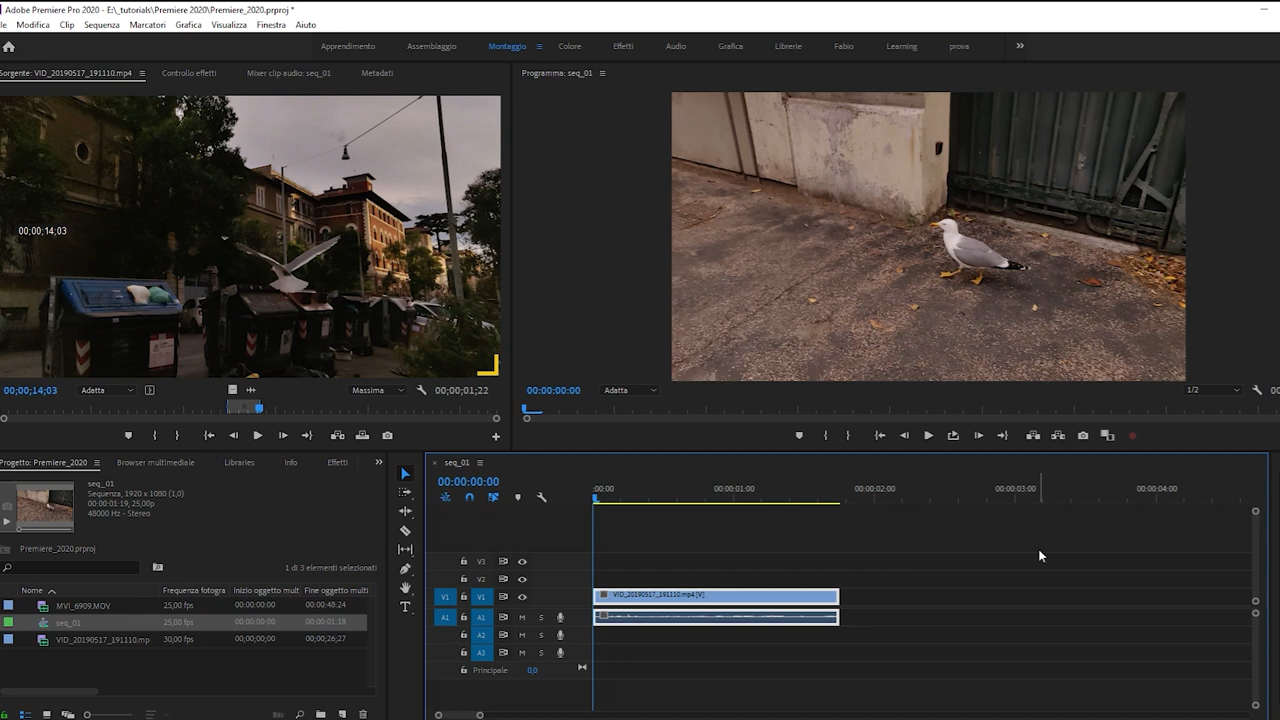 Adobe Premiere Pro 2020 - E:\_tutorials\Premiere 2020\Premiere_2020.prproj *
le Modifica Clip Sequenza Marcatori Grafica Visualizza Finestra Aiuto
Apprendimento Assemblaggio Montaggio Colore Effetti Audio Grafica Librerie Fabio Learning prova
Sorgente: VID_20190517_191110.mp4 Controllo effetti Mixer clip audio: seq_01 Metadati
Programma: seq_01
00;00;14;03
00;00;14;03 Adatta Massima 00;00;01;22
00:00:00:00 Adatta 1/2 00
Progetto: Premiere_2020 Browser multimediale Libraries Info Effetti
seq_01
Sequenza, 1920 x 1080 (1,0)
00:00:01:19, 25,00p
48000 Hz - Stereo
Premiere_2020.prproj
1 di 3 elementi selezionati
Nome Frequenza fotogra Inizio oggetto mult Fine oggetto multi
MVI_6909.MOV 25,00 fps 00:00:00:00 00:00:48:24
seq_01 25,00 fps 00:00:00:00 00:00:01:18
VID_20190517_191110.mp 30,00 fps 00;00;00;00 00;00;26;27
seq_01
00:00:00:00
:00:00 00:00:01:00 00:00:02:00 00:00:03:00 00:00:04:00
V3
V2
V1 V1 VID_20190517_191110.mp4 [V]
A1 A1 M S
A2 M S
A3 M S
Principale 0,0